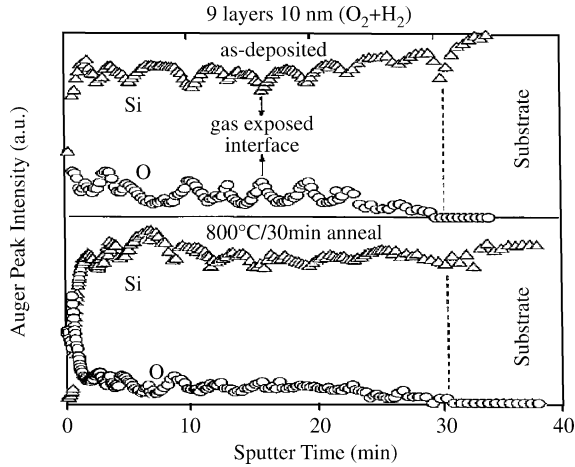 9 layers 10 nm (O₂+H₂)
as-deposited
Si
gas exposed
interface
O
Substrate
800°C/30min anneal
Si
O
Substrate
Auger Peak Intensity (a.u.)
0 10 20 30 40
Sputter Time (min)